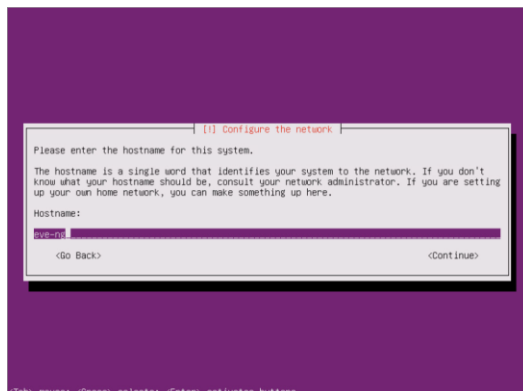 [!] Configure the network
Please enter the hostname for this system.
The hostname is a single word that identifies your system to the network. If you don't
know what your hostname should be, consult your network administrator. If you are setting
up your own home network, you can make something up here.
Hostname:
eve-ng
<Go Back> <Continue>